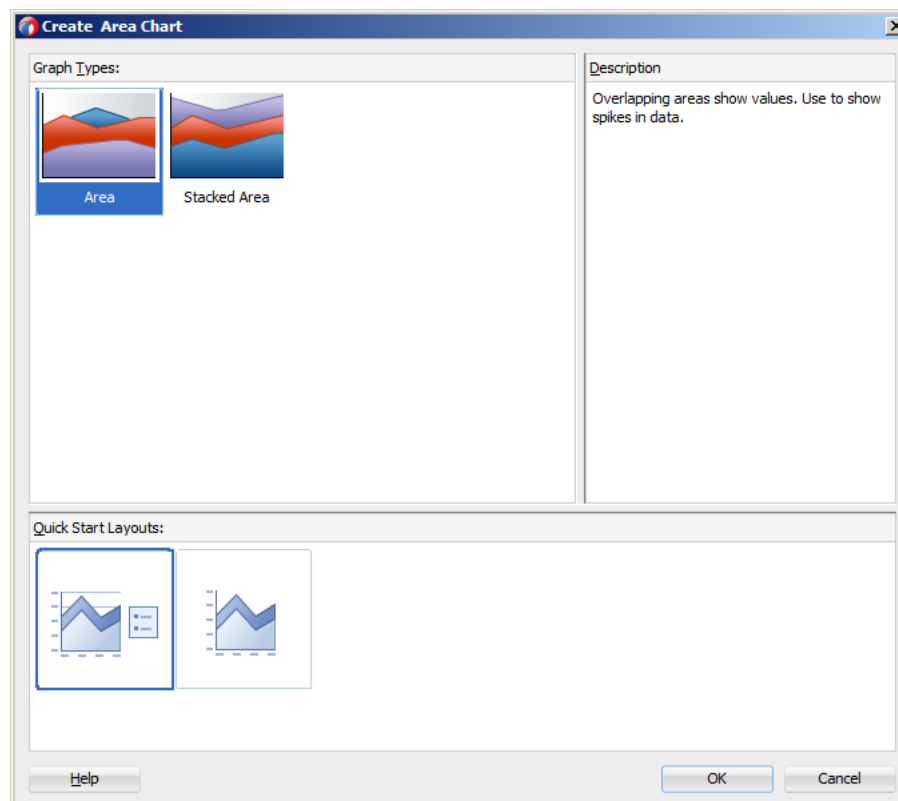 Create Area Chart
Graph Types:
Description
Overlapping areas show values. Use to show
spikes in data.
Area
Stacked Area
Quick Start Layouts:
Help
OK
Cancel